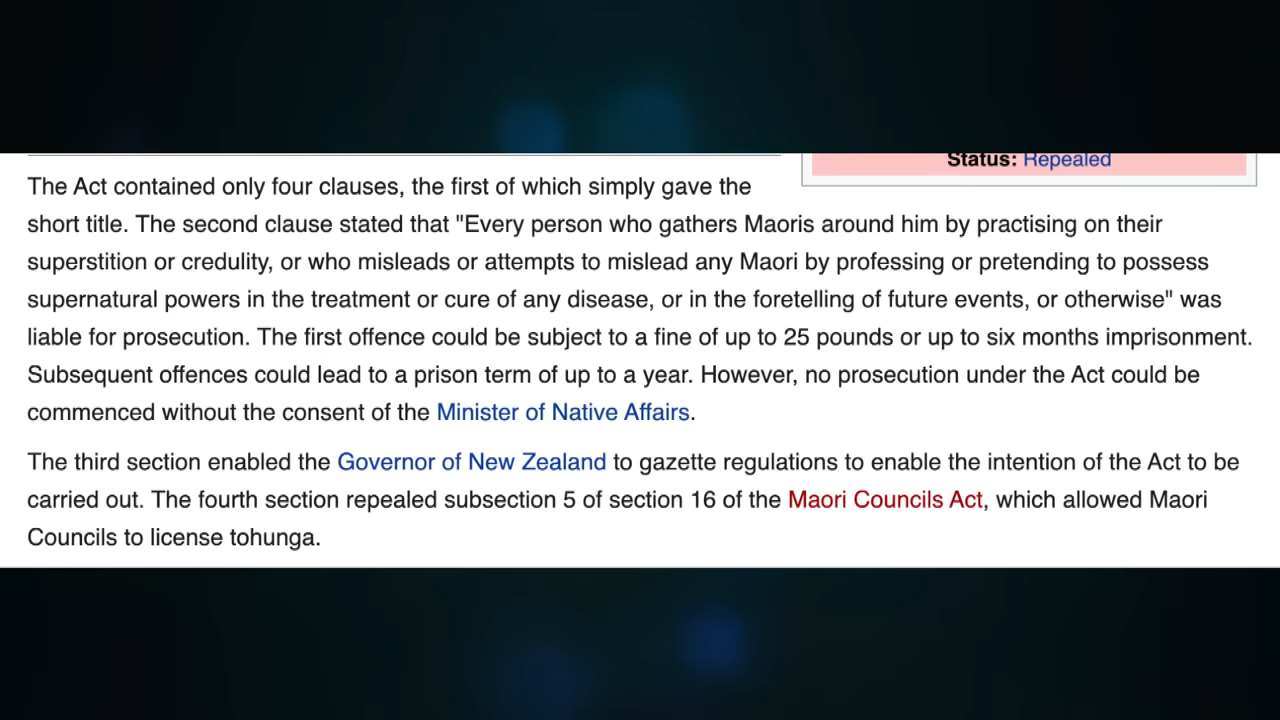 Status: Repealed
The Act contained only four clauses, the first of which simply gave the
short title. The second clause stated that "Every person who gathers Maoris around him by practising on their
superstition or credulity, or who misleads or attempts to mislead any Maori by professing or pretending to possess
supernatural powers in the treatment or cure of any disease, or in the foretelling of future events, or otherwise" was
liable for prosecution. The first offence could be subject to a fine of up to 25 pounds or up to six months imprisonment.
Subsequent offences could lead to a prison term of up to a year. However, no prosecution under the Act could be
commenced without the consent of the Minister of Native Affairs.
The third section enabled the Governor of New Zealand to gazette regulations to enable the intention of the Act to be
carried out. The fourth section repealed subsection 5 of section 16 of the Maori Councils Act, which allowed Maori
Councils to license tohunga.